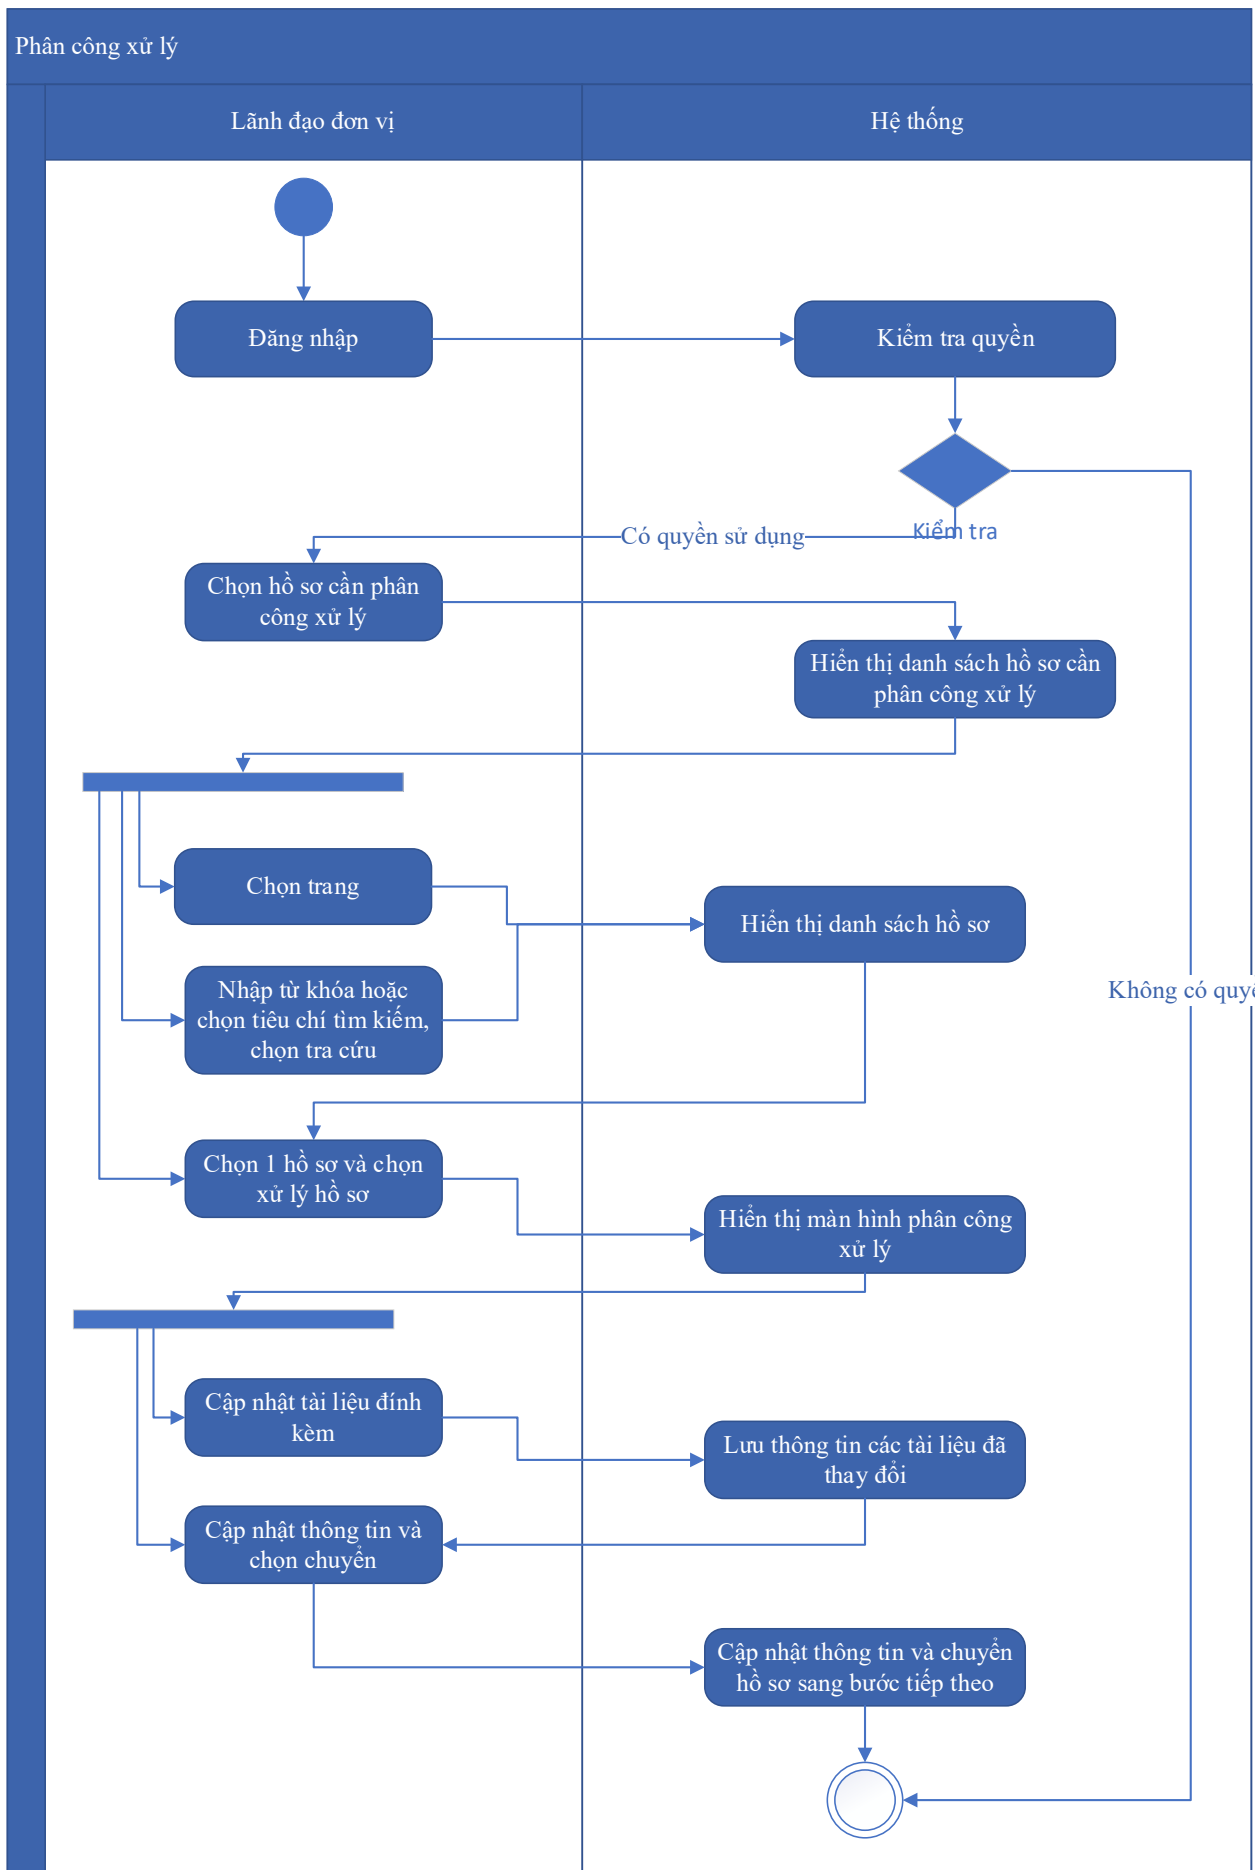 Phân công xử lý
Lãnh đạo đơn vị
Hệ thống
Đăng nhập
Kiểm tra quyền
Có quyền sử dụng
Kiểm tra
Chọn hồ sơ cần phân
công xử lý
Hiển thị danh sách hồ sơ cần
phân công xử lý
Chọn trang
Hiển thị danh sách hồ sơ
Nhập từ khóa hoặc
chọn tiêu chí tìm kiếm,
chọn tra cứu
Không có quyề
Chọn 1 hồ sơ và chọn
xử lý hồ sơ
Hiển thị màn hình phân công
xử lý
Cập nhật tài liệu đính
kèm
Lưu thông tin các tài liệu đã
thay đổi
Cập nhật thông tin và
chọn chuyển
Cập nhật thông tin và chuyển
hồ sơ sang bước tiếp theo